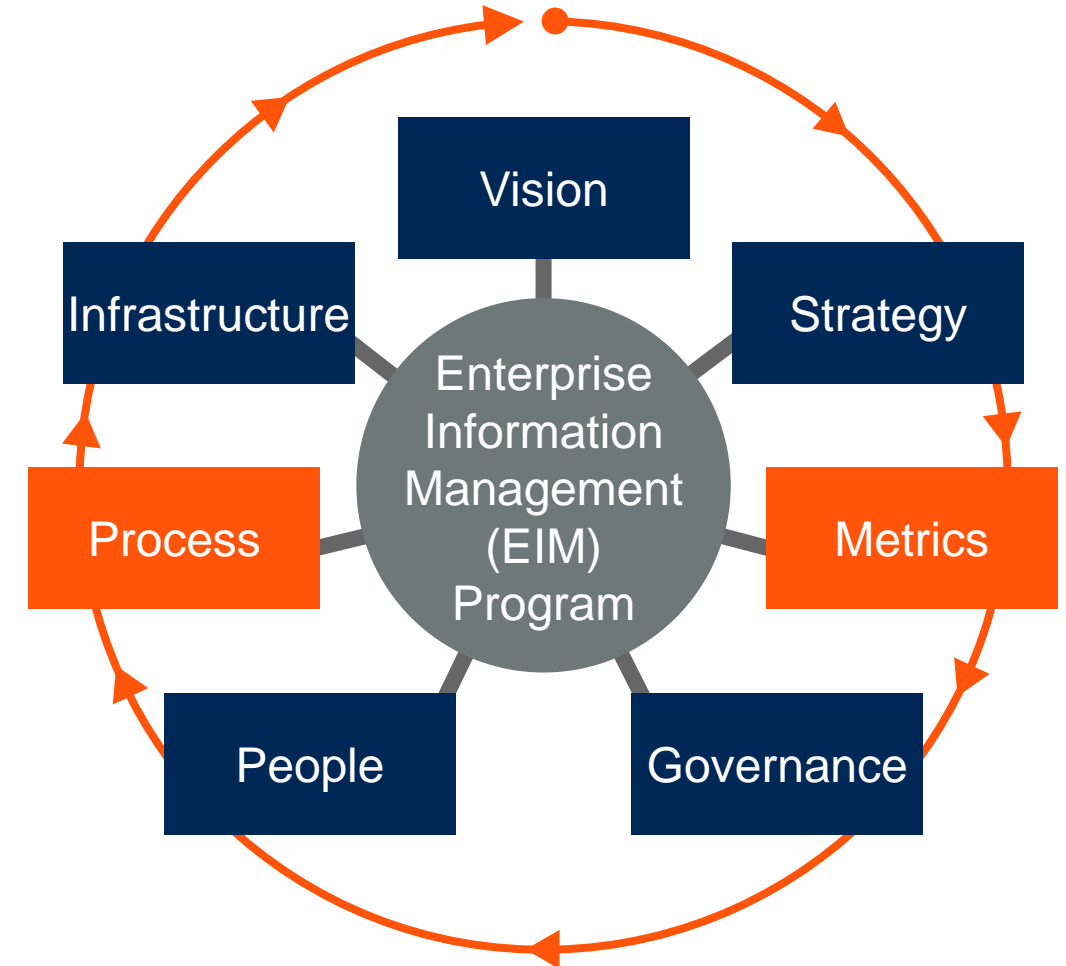 Vision
Infrastructure
Strategy
Enterprise
Information
Management
(EIM)
Program
Process
Metrics
People
Governance